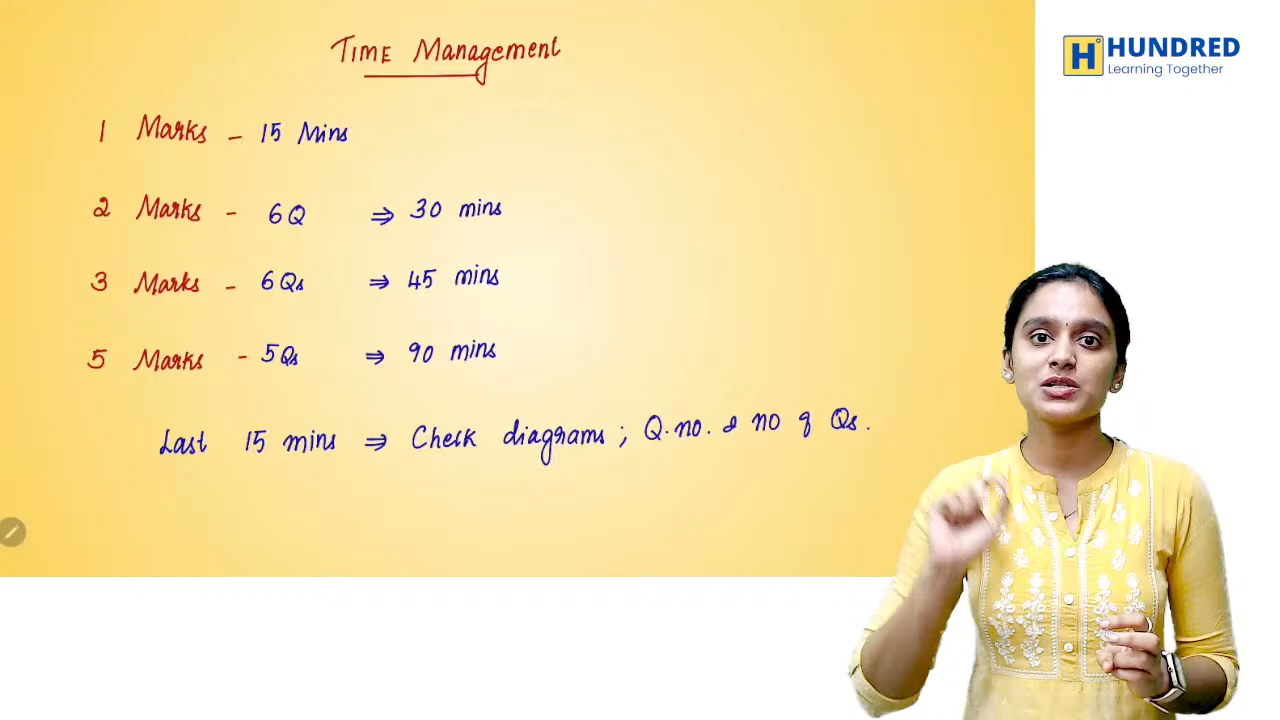 TIME Management
HUNDRED
Learning Together
1 Marks - 15 Mins
2 Marks - 6Q ⇒ 30 mins
3 Marks - 6Qs ⇒ 45 mins
5 Marks - 5Qs ⇒ 90 mins
Last 15 mins ⇒ Check diagrams ; Q.no. & no of Qs.